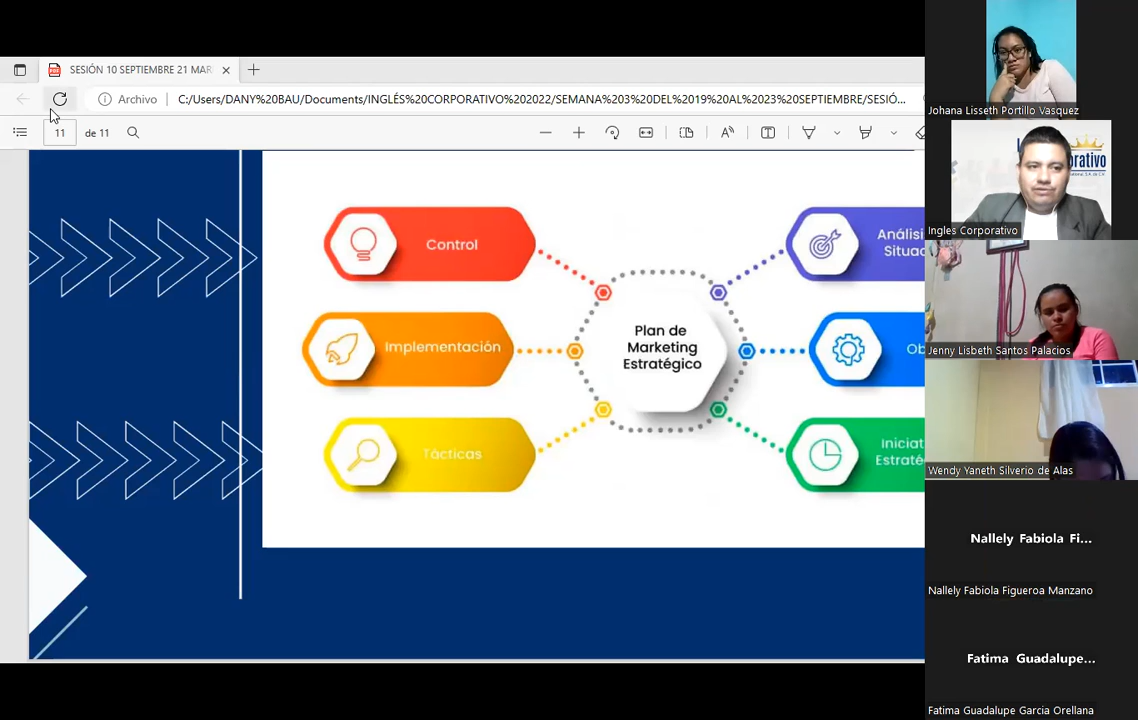 SESIÓN 10 SEPTIEMBRE 21 MAR
Archivo
C:/Users/DANY%20BAU/Documents/INGLÉS%20CORPORATIVO%202022/SEMANA%203%20DEL%2019%20AL%2023%20SEPTIEMBRE/SESIÓ...
11
de 11
Control
Implementación
Tácticas
Plan de
Marketing
Estratégico
Análisi
Situac
Ob
Iniciat
Estraté
Johana Lisseth Portillo Vasquez
orativo
Ingles Corporativo
Jenny Lisbeth Santos Palacios
Wendy Yaneth Silverio de Alas
Nallely Fabiola Fi...
Nallely Fabiola Figueroa Manzano
Fatima Guadalupe...
Fatima Guadalupe Garcia Orellana